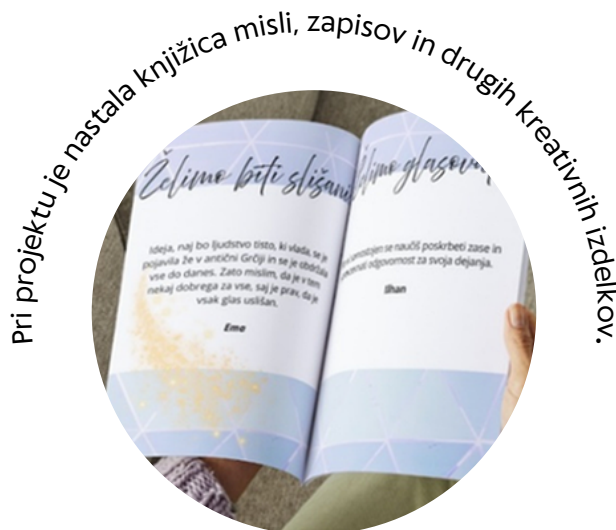 Pri projektu je nastala knjižica misli, zapisov in drugih kreativnih izdelkov.
Želimo biti slišani
Ideja, naj bo ljudstvo tisto, ki vlada, se je
pojavila že v antični Grčiji in se je obdržala
vse do danes. Zato mislim, da je v tem
nekaj dobrega za vse, saj je prav, da je
vsak glas uslišan.
Ema
samostojen se naučiš poskrbeti zase in
odgovornost za svoja dejanja.
Ilhan